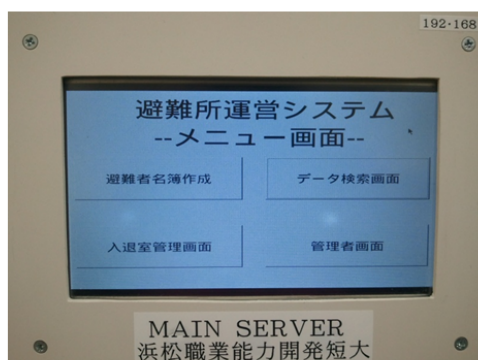 192・168
避難所運営システム
--メニュー画面--
避難者名簿作成
データ検索画面
入退室管理画面
管理者画面
MAIN SERVER
浜松職業能力開発短大